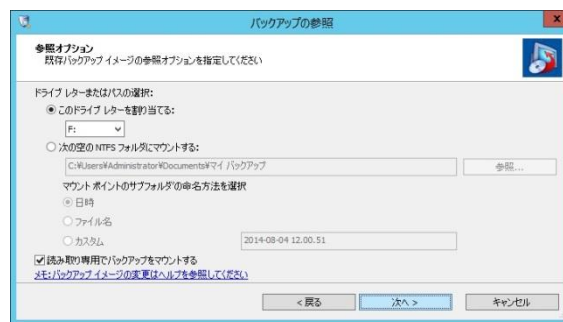 バックアップの参照
参照オプション
既存バックアップ イメージの参照オプションを指定してください
ドライブ レターまたはパスの選択:
このドライブ レターを割り当てる:
F:
次の空の NTFS フォルダにマウントする:
C:¥Users¥Administrator¥Documents¥マイ バックアップ
参照...
マウント ポイントのサブフォルダの命名方法を選択
日時
ファイル名
カスタム
2014-08-04 12.00.51
読み取り専用でバックアップをマウントする
メモ:バックアップ イメージの変更はヘルプを参照してください
< 戻る
次へ >
キャンセル